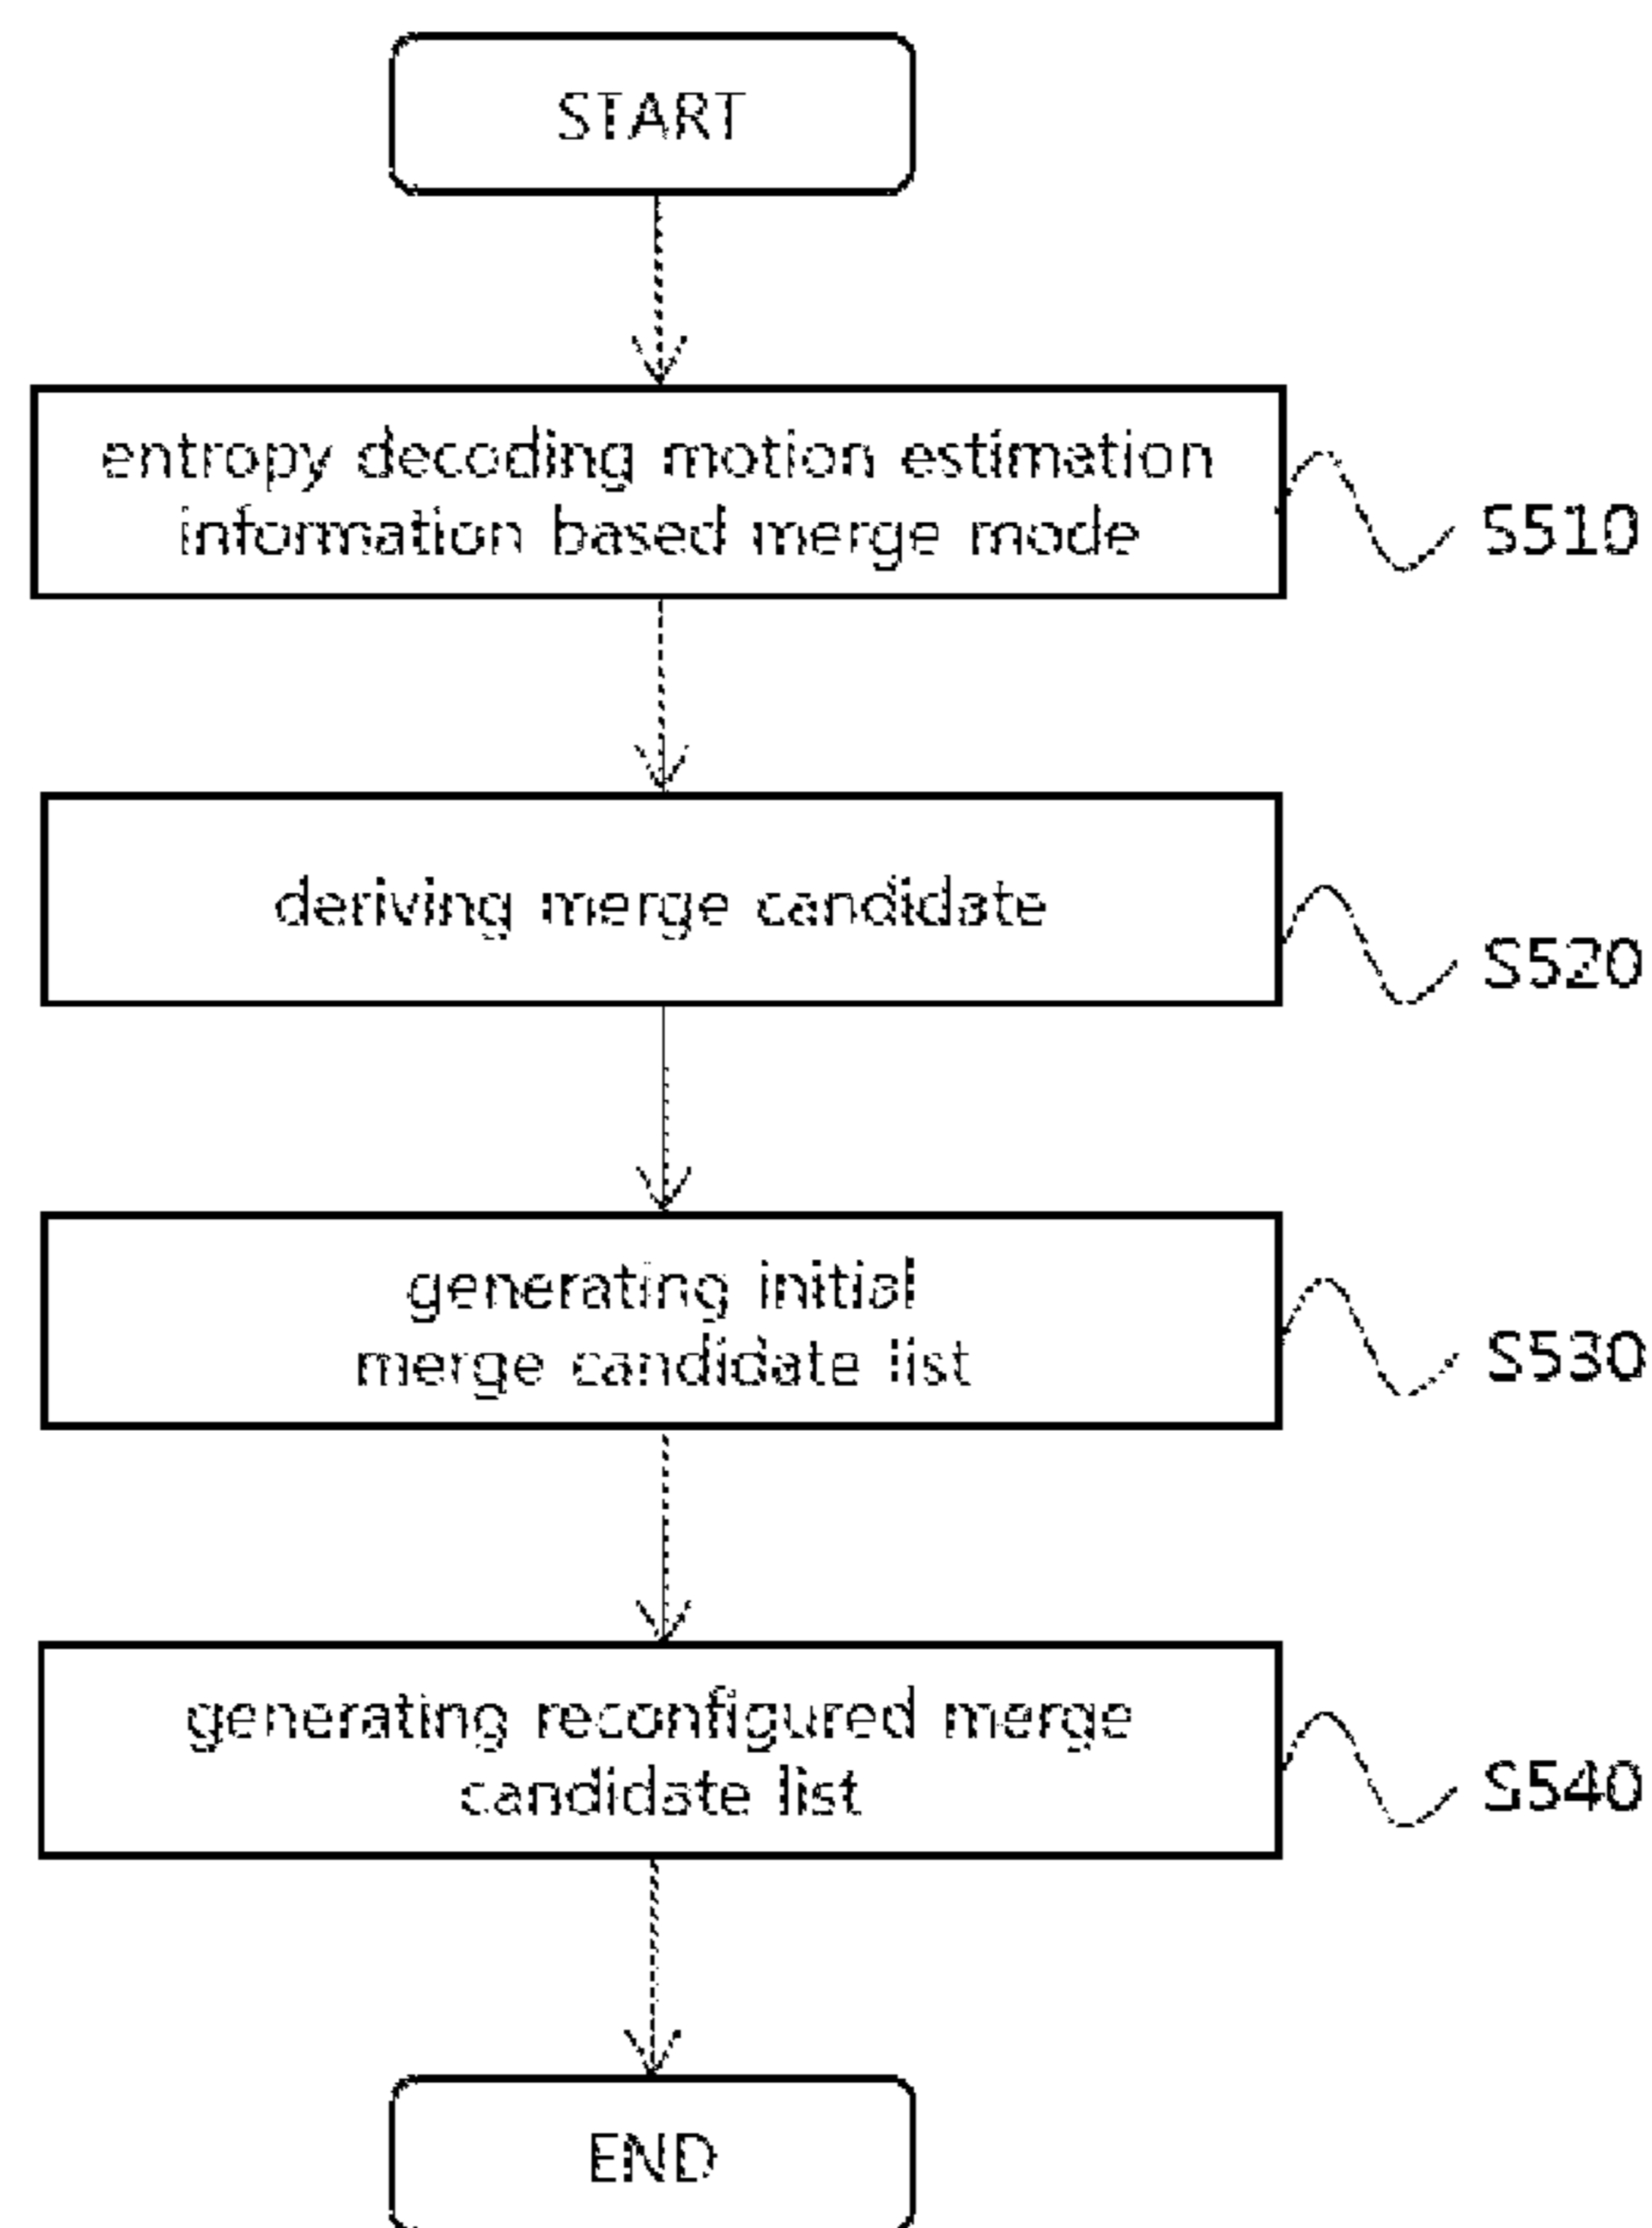 START
entropy decoding motion estimation
information based merge mode
S510
deriving merge candidate
S520
generating initial
merge candidate list
S530
generating reconfigured merge
candidate list
S540
END